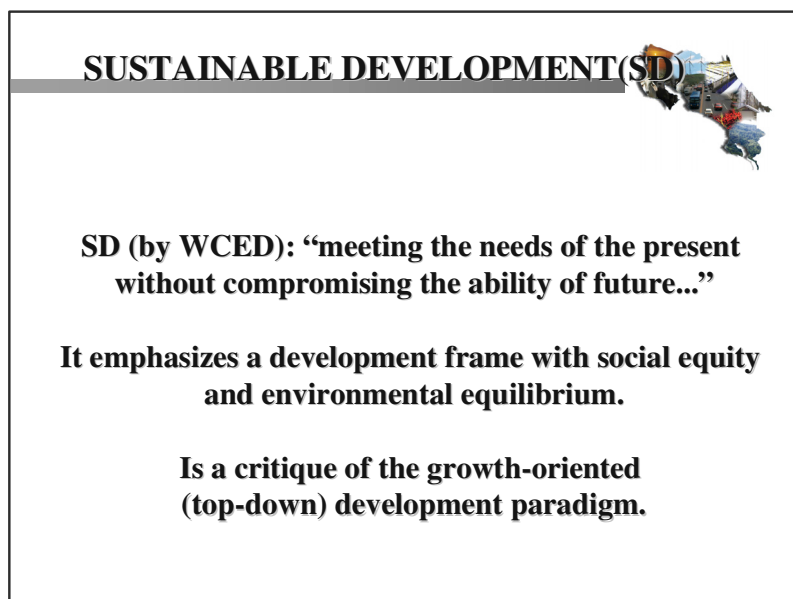 SUSTAINABLE DEVELOPMENT(SD)
SD (by WCED): “meeting the needs of the present
without compromising the ability of future...”
It emphasizes a development frame with social equity
and environmental equilibrium.
Is a critique of the growth-oriented
(top-down) development paradigm.